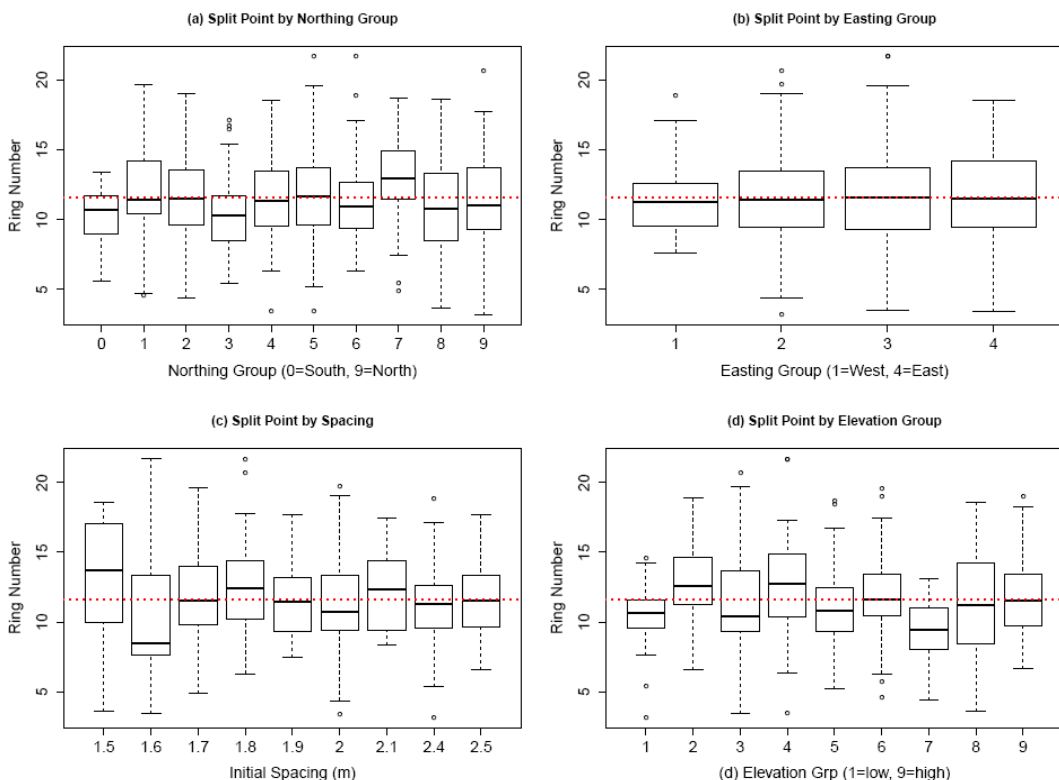 (a) Split Point by Northing Group
Ring Number
20
15
10
5
0 1 2 3 4 5 6 7 8 9
Northing Group (0=South, 9=North)
(b) Split Point by Easting Group
Ring Number
20
15
10
5
1 2 3 4
Easting Group (1=West, 4=East)
(c) Split Point by Spacing
Ring Number
20
15
10
5
1.5 1.6 1.7 1.8 1.9 2 2.1 2.4 2.5
Initial Spacing (m)
(d) Split Point by Elevation Group
Ring Number
20
15
10
5
1 2 3 4 5 6 7 8 9
(d) Elevation Grp (1=low, 9=high)